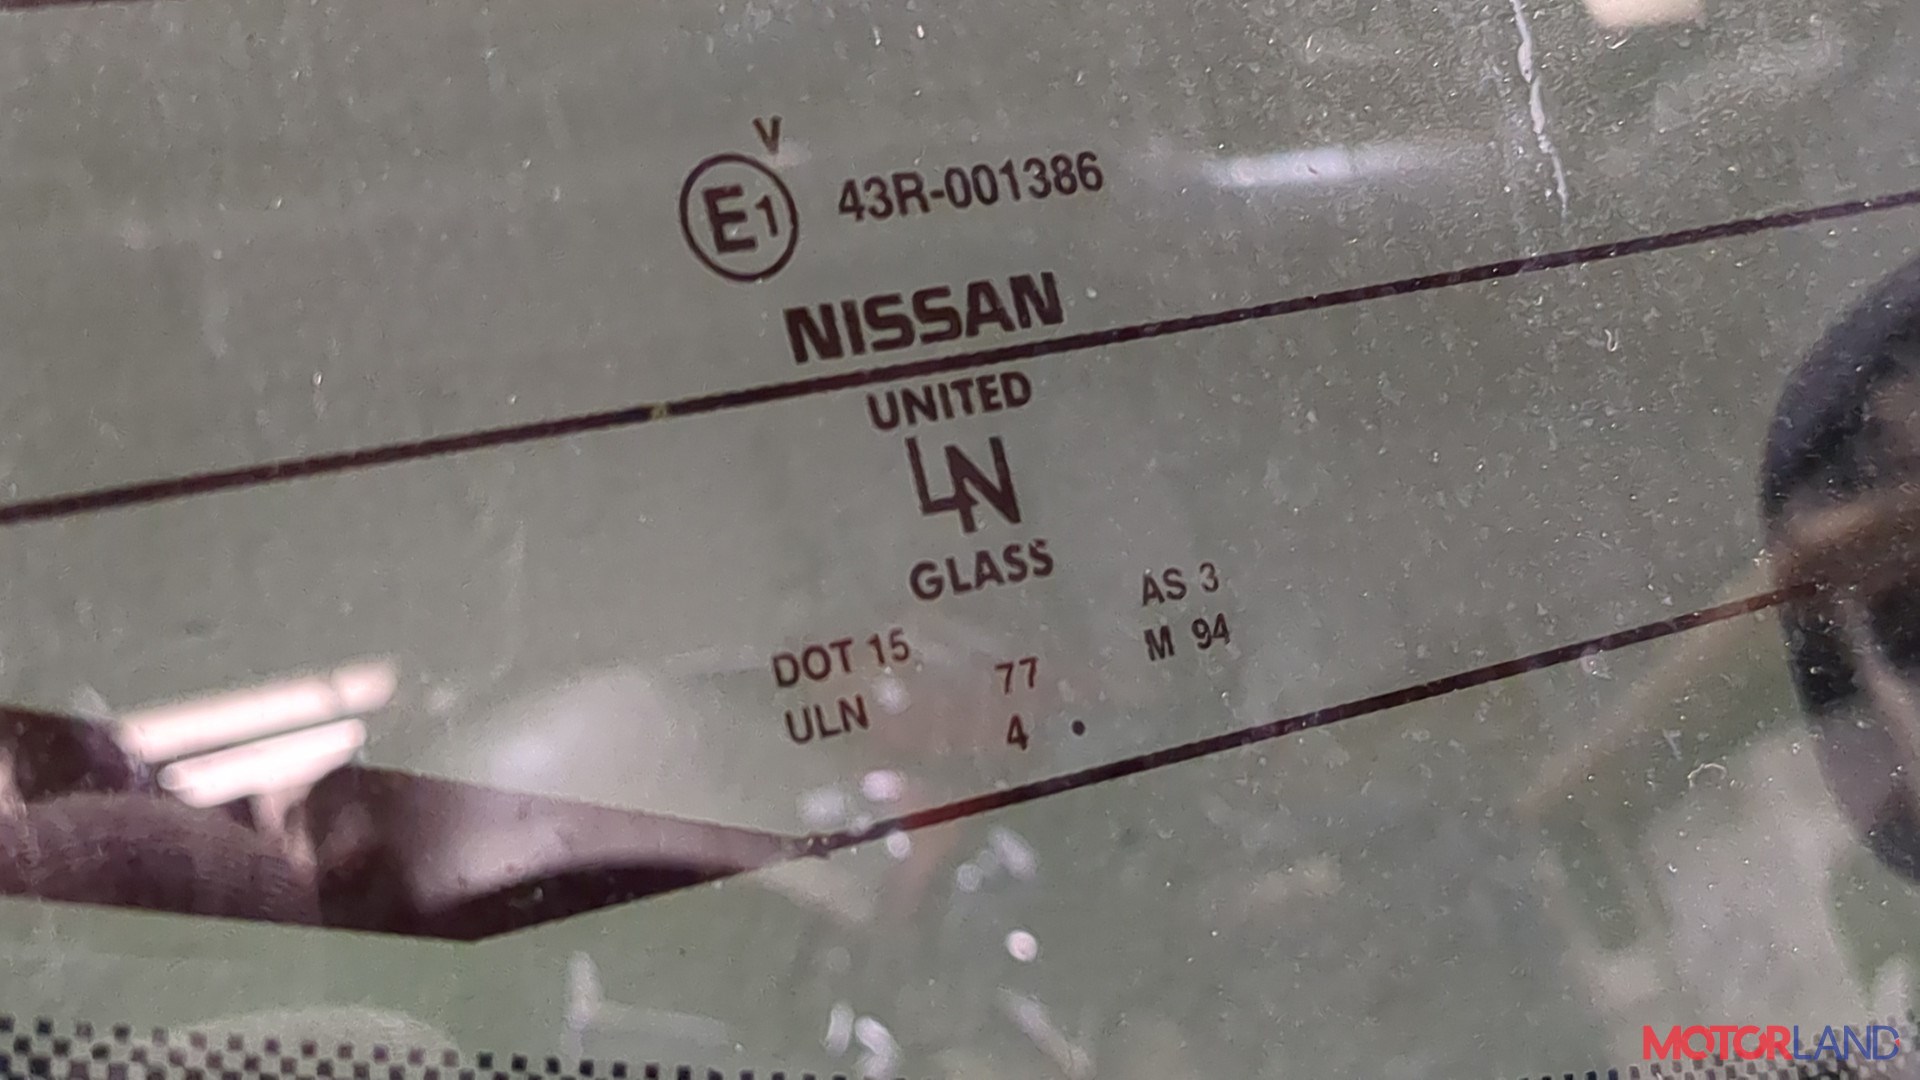 V
E1 43R-001386
NISSAN
UNITED
LN
GLASS
DOT 15 AS 3
ULN 77 M 94
4 .
MOTORLAND